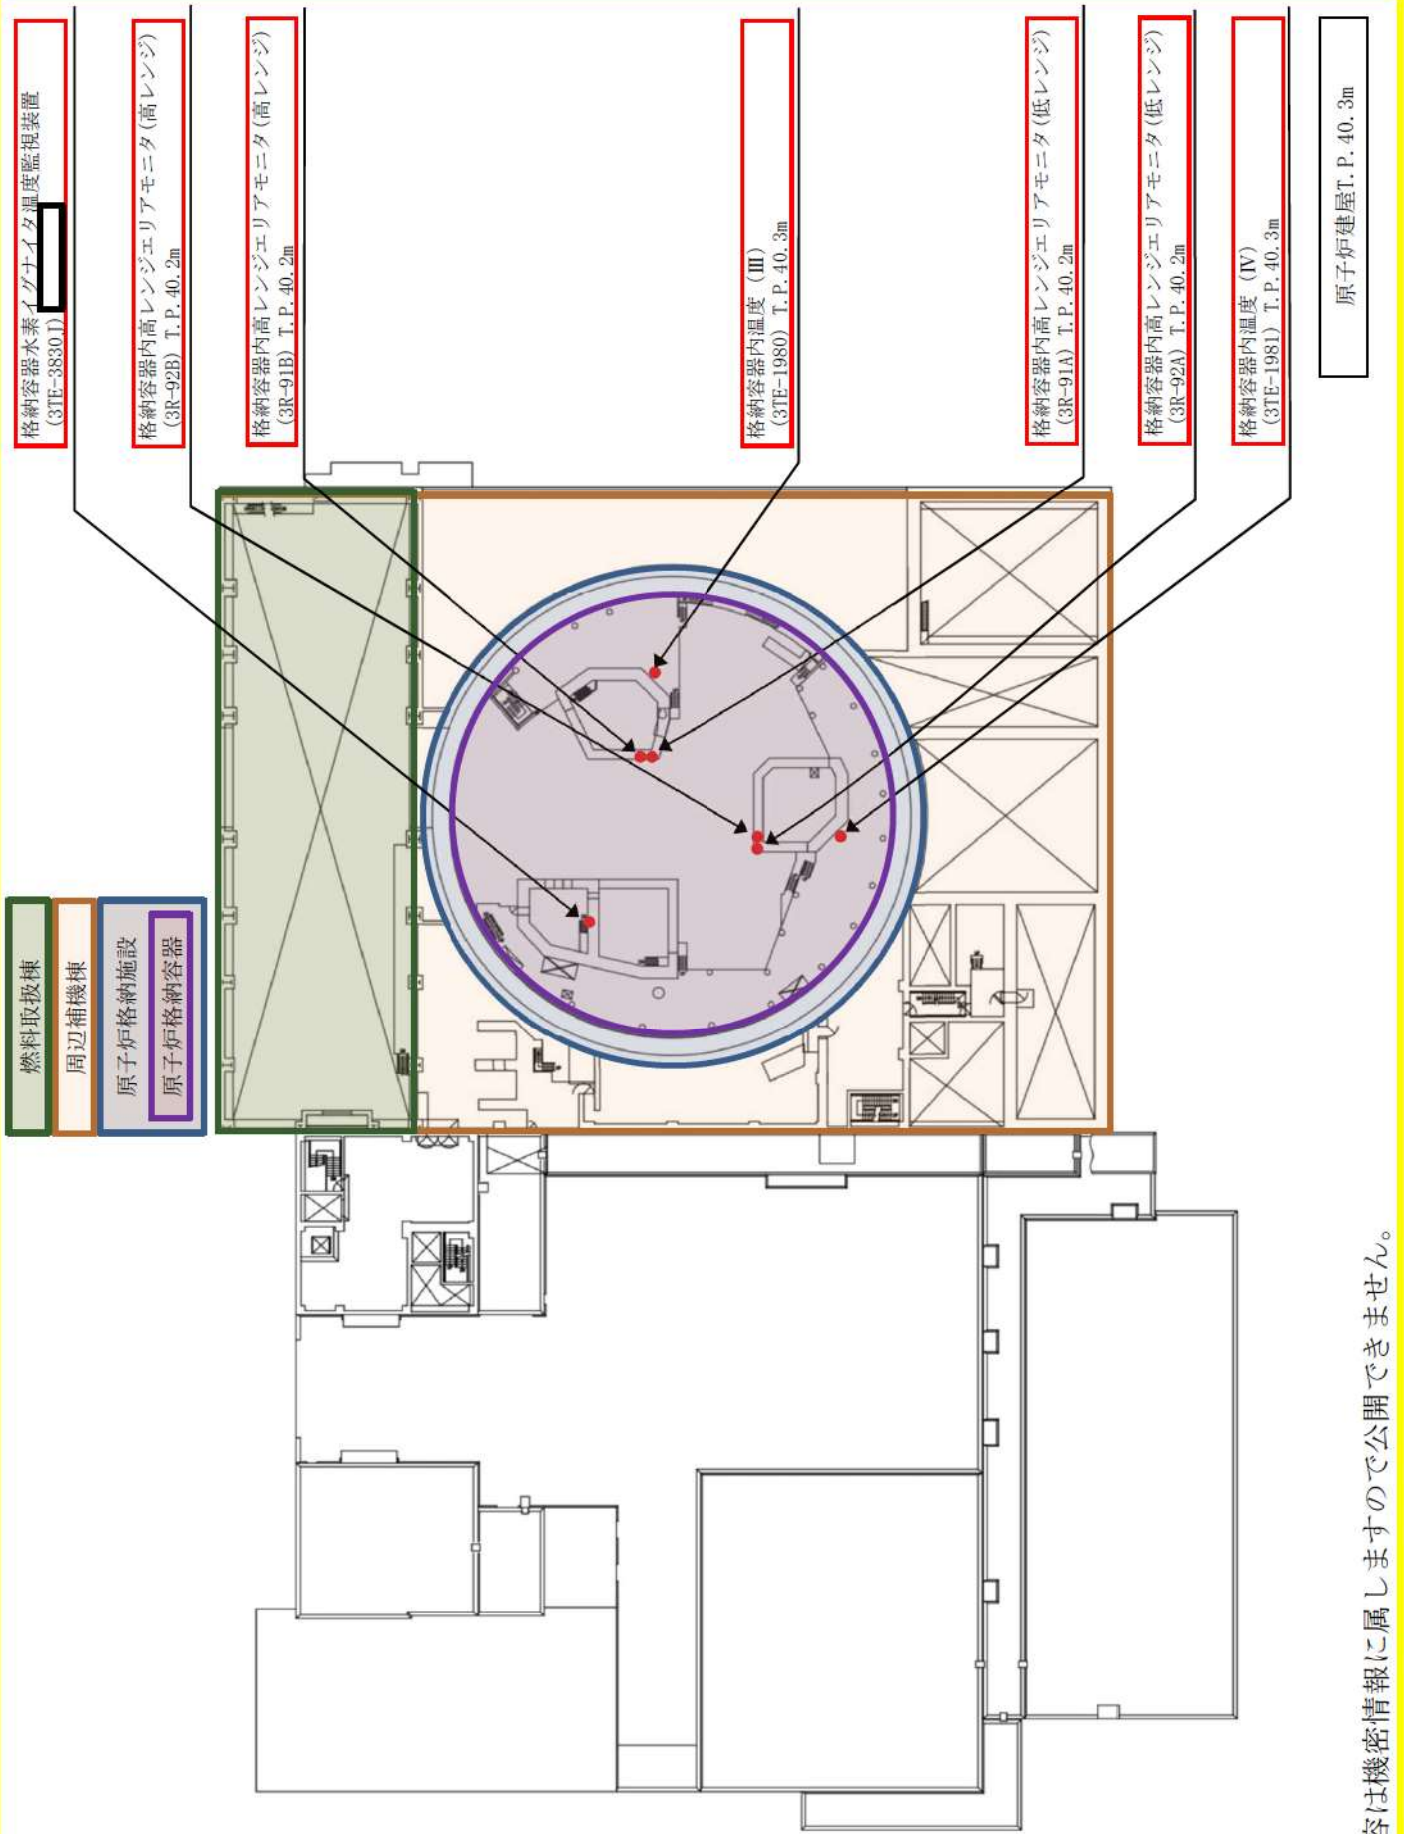 格納容器水素イグナイタ温度監視装置
(3TE-3830J)
格納容器内高レンジエリアモニタ(高レンジ)
(3R-92B) T.P.40.2m
格納容器内高レンジエリアモニタ(高レンジ)
(3R-91B) T.P.40.2m
格納容器内温度(Ⅲ)
(3TE-1980) T.P.40.3m
格納容器内高レンジエリアモニタ(低レンジ)
(3R-91A) T.P.40.2m
格納容器内高レンジエリアモニタ(低レンジ)
(3R-92A) T.P.40.2m
格納容器内温度(Ⅳ)
(3TE-1981) T.P.40.3m
原子炉建屋T.P.40.3m
燃料取扱棟
周辺補機棟
原子炉格納施設
原子炉格納容器
容は機密情報に属しますので公開できません。